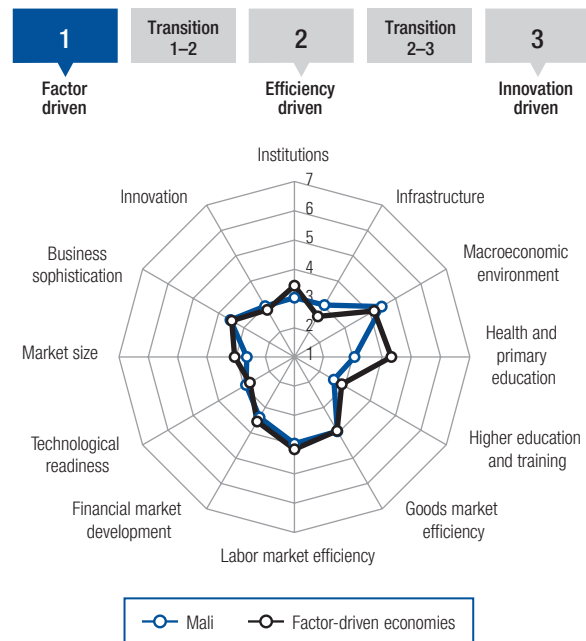 1
Transition
1–2
2
Transition
2–3
3
Factor
driven
Efficiency
driven
Innovation
driven
Institutions
7
6
5
4
3
2
1
Infrastructure
Macroeconomic
environment
Health and
primary
education
Higher education
and training
Goods market
efficiency
Labor market efficiency
Financial market
development
Technological
readiness
Market size
Business
sophistication
Innovation
Mali
Factor-driven economies